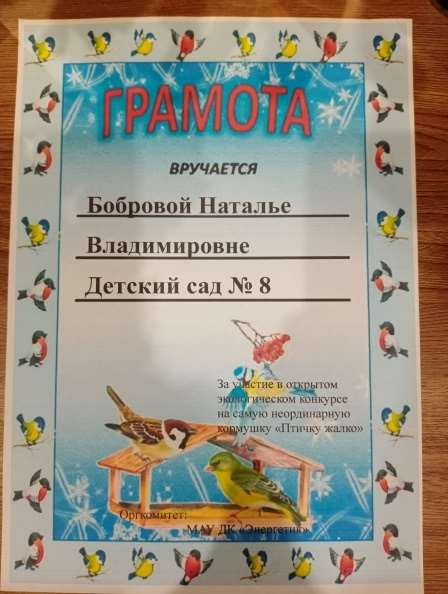 ГРАМОТА
ВРУЧАЕТСЯ
Бобровой Наталье
Владимировне
Детский сад № 8
За участие в открытом
экологическом конкурсе
на самую неординарную
кормушку «Птичку жалко»
Оргкомитет:
МАУ ДК «Энергетик»